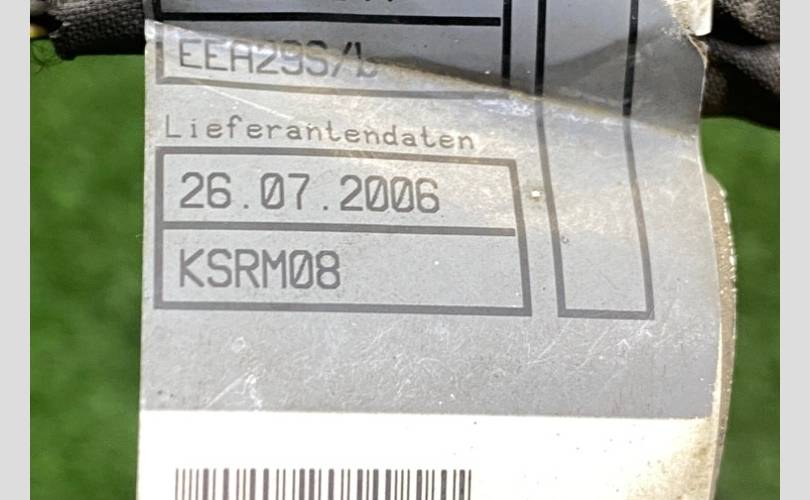 EEA29S/b
Lieferantendaten
26.07.2006
KSRM08